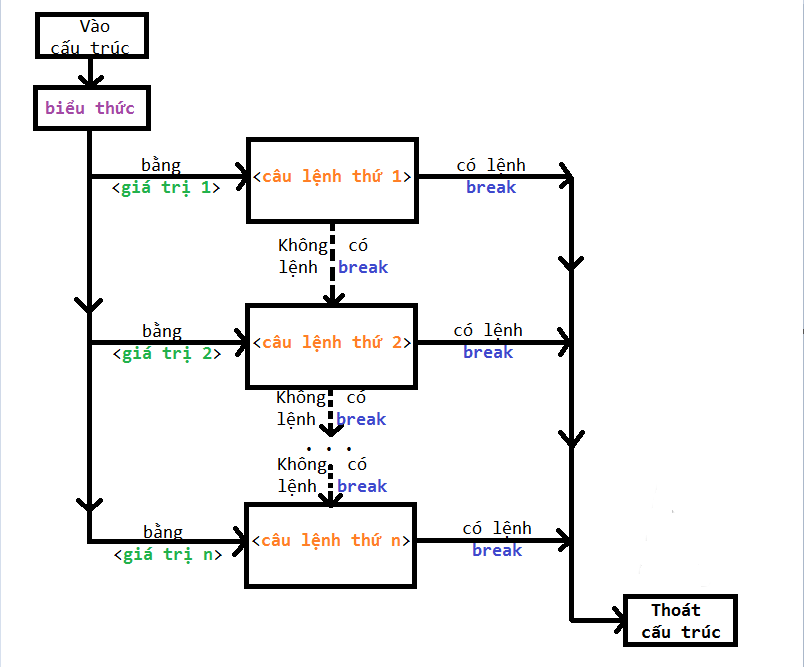 Vào
cấu trúc
biểu thức
bằng
<giá trị 1>
<câu lệnh thứ 1>
có lệnh
break
Không có
lệnh break
bằng
<giá trị 2>
<câu lệnh thứ 2>
có lệnh
break
Không có
lệnh break
. . .
Không có
lệnh break
bằng
<giá trị n>
<câu lệnh thứ n>
có lệnh
break
Thoát
cấu trúc